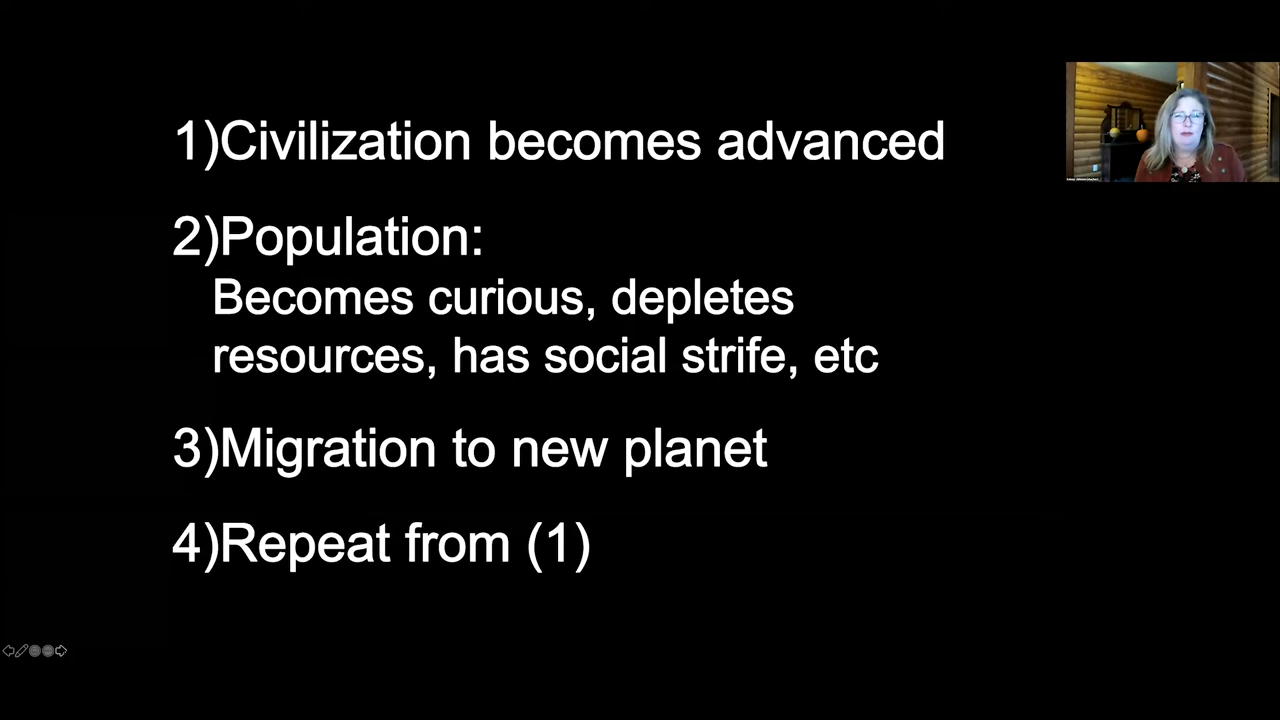 1)Civilization becomes advanced
2)Population:
Becomes curious, depletes
resources, has social strife, etc
3)Migration to new planet
4)Repeat from (1)